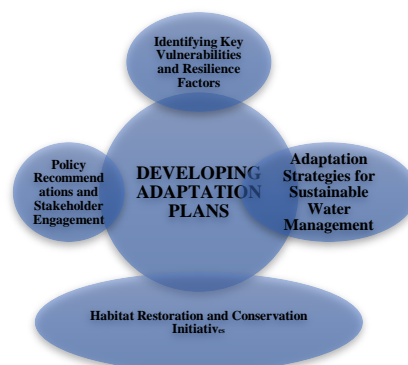 Identifying Key
Vulnerabilities
and Resilience
Factors
Policy
Recommend
ations and
Stakeholder
Engagement
DEVELOPING
ADAPTATION
PLANS
Adaptation
Strategies for
Sustainable
Water
Management
Habitat Restoration and Conservation
Initiatives